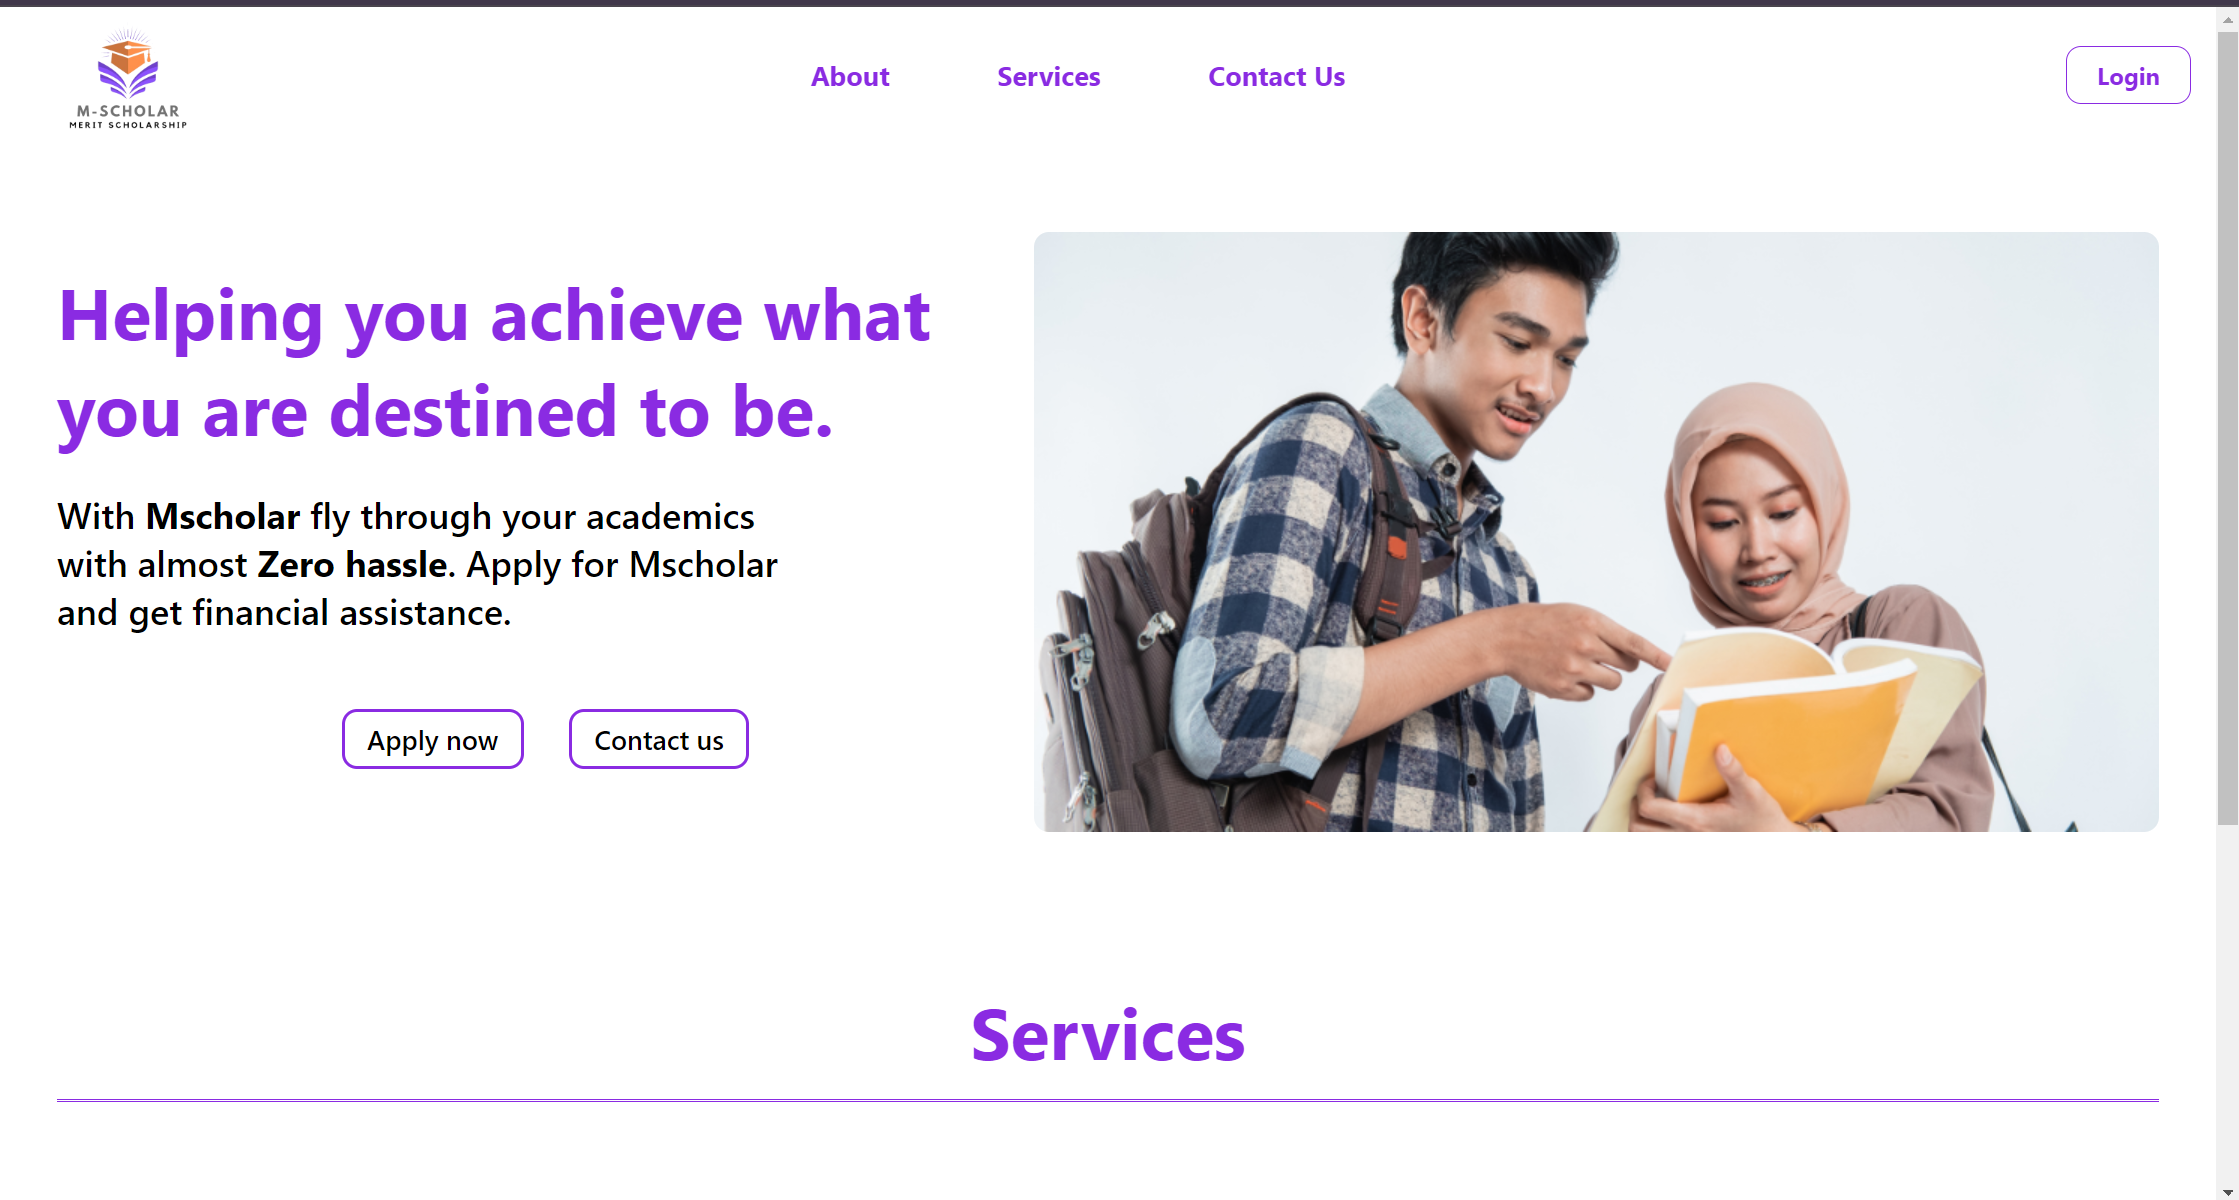 M-SCHOLAR
MERIT SCHOLARSHIP
About
Services
Contact Us
Login
Helping you achieve what
you are destined to be.
With Mscholar fly through your academics
with almost Zero hassle. Apply for Mscholar
and get financial assistance.
Apply now
Contact us
Services